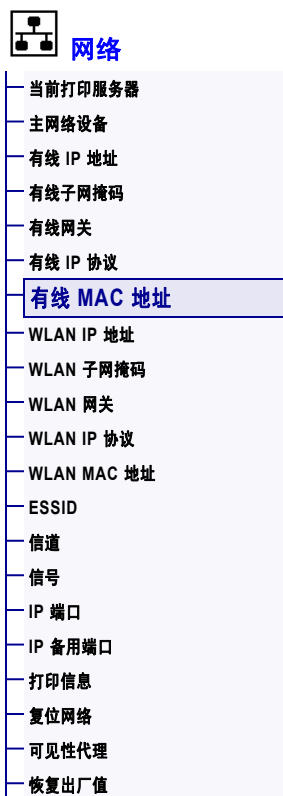 网络
当前打印服务器
主网络设备
有线 IP 地址
有线子网掩码
有线网关
有线 IP 协议
有线 MAC 地址
WLAN IP 地址
WLAN 子网掩码
WLAN 网关
WLAN IP 协议
WLAN MAC 地址
ESSID
信道
信号
IP 端口
IP 备用端口
打印信息
复位网络
可见性代理
恢复出厂值